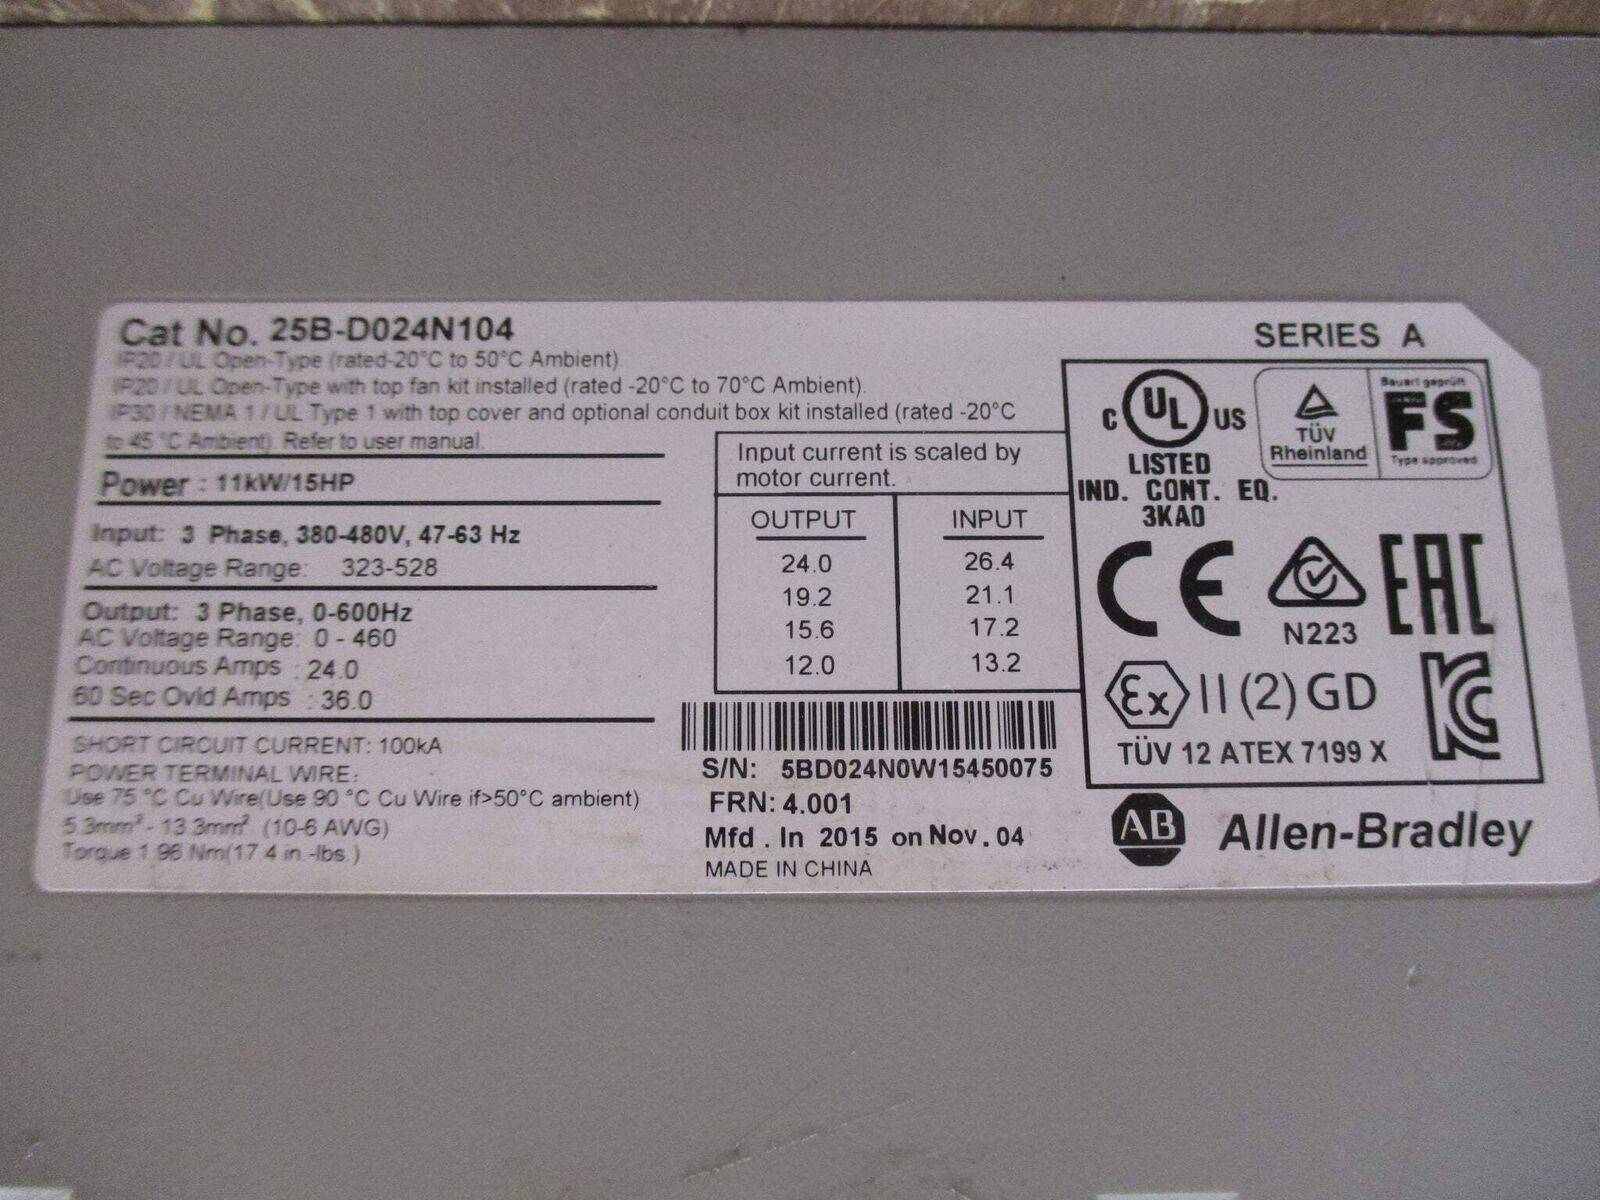 Cat No. 25B-D024N104
SERIES A
IP20 / UL Open-Type (rated-20°C to 50°C Ambient).
IP20 / UL Open-Type with top fan kit installed (rated -20°C to 70°C Ambient).
IP30 / NEMA 1 / UL Type 1 with top cover and optional conduit box kit installed (rated -20°C
to 45 °C Ambient). Refer to user manual.
Power : 11kW/15HP
Input: 3 Phase, 380-480V, 47-63 Hz
AC Voltage Range: 323-528
Output: 3 Phase, 0-600Hz
AC Voltage Range: 0 - 460
Continuous Amps : 24.0
60 Sec Ovld Amps : 36.0
SHORT CIRCUIT CURRENT: 100kA
POWER TERMINAL WIRE:
Use 75 °C Cu Wire(Use 90 °C Cu Wire if>50°C ambient)
5.3mm² - 13.3mm² (10-6 AWG)
Torque 1.96 Nm(17.4 in.-lbs.)
Input current is scaled by
motor current.
OUTPUT INPUT
24.0 26.4
19.2 21.1
15.6 17.2
12.0 13.2
S/N: 5BD024N0W15450075
FRN: 4.001
Mfd . In 2015 on Nov. 04
MADE IN CHINA
C UL US
LISTED
IND. CONT. EQ.
3KA0
TÜV
Rheinland
Bauart geprüft
FS
Type approved
CE
N223
EAC
Ex II (2) GD
KC
TÜV 12 ATEX 7199 X
AB Allen-Bradley